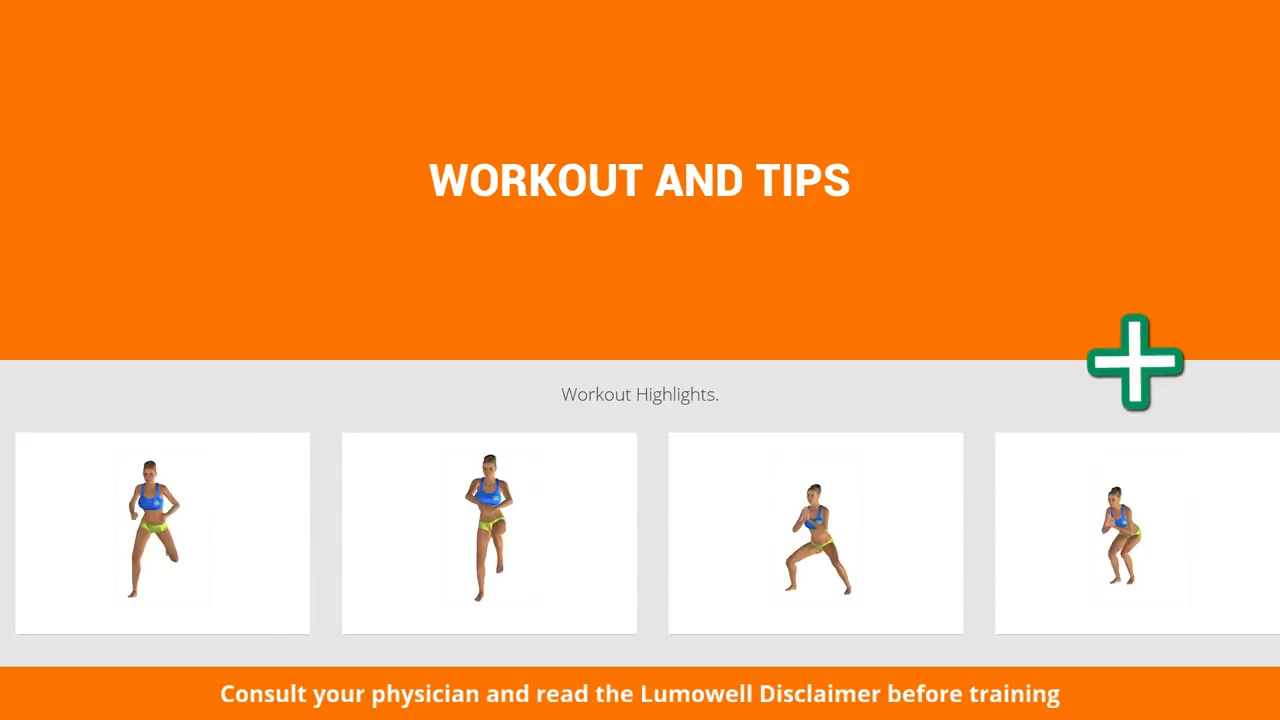 WORKOUT AND TIPS
Workout Highlights.
Consult your physician and read the Lumowell Disclaimer before training